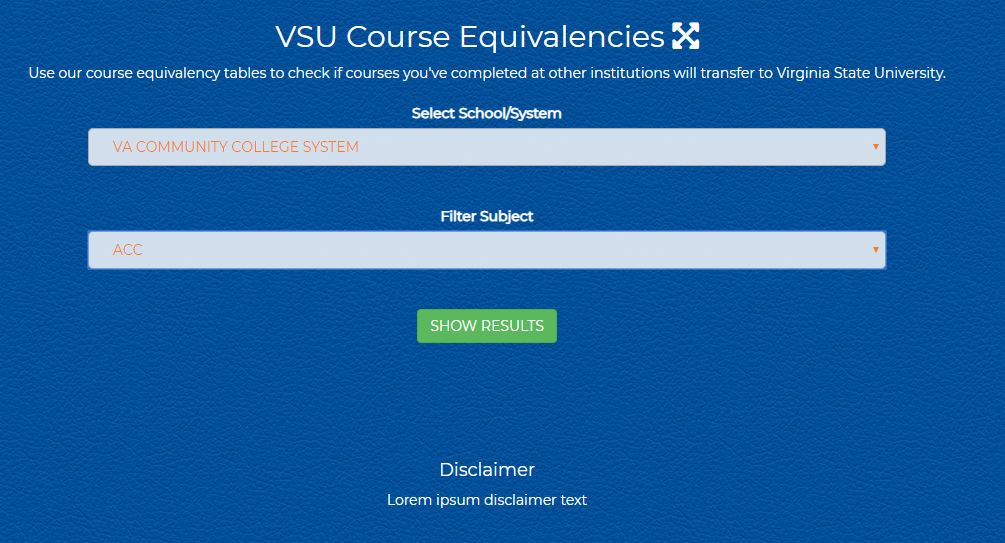 VSU Course Equivalencies
Use our course equivalency tables to check if courses you've completed at other institutions will transfer to Virginia State University.
Select School/System
VA COMMUNITY COLLEGE SYSTEM
Filter Subject
ACC
SHOW RESULTS
Disclaimer
Lorem ipsum disclaimer text